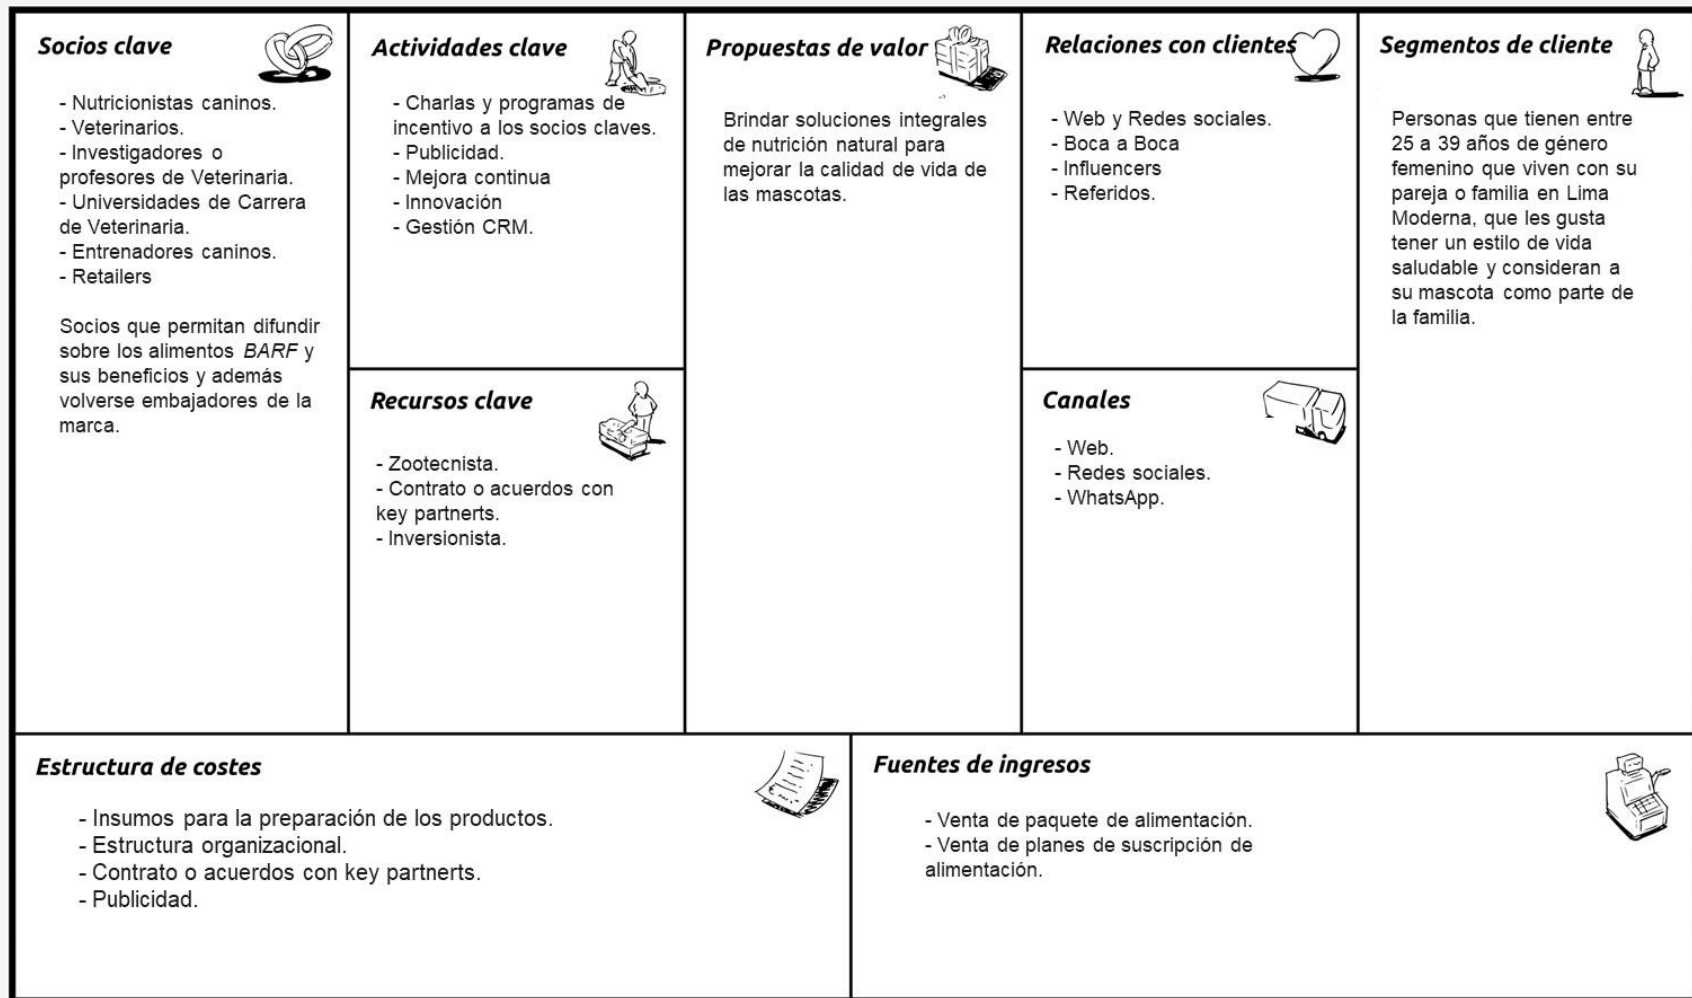 Socios clave
- Nutricionistas caninos.
- Veterinarios.
- Investigadores o
profesores de Veterinaria.
- Universidades de Carrera
de Veterinaria.
- Entrenadores caninos.
- Retailers
Socios que permitan difundir
sobre los alimentos BARF y
sus beneficios y además
volverse embajadores de la
marca.
Actividades clave
- Charlas y programas de
incentivo a los socios claves.
- Publicidad.
- Mejora continua
- Innovación
- Gestión CRM.
Recursos clave
- Zootecnista.
- Contrato o acuerdos con
key partnerts.
- Inversionista.
Propuestas de valor
Brindar soluciones integrales
de nutrición natural para
mejorar la calidad de vida de
las mascotas.
Relaciones con clientes
- Web y Redes sociales.
- Boca a Boca
- Influencers
- Referidos.
Canales
- Web.
- Redes sociales.
- WhatsApp.
Segmentos de cliente
Personas que tienen entre
25 a 39 años de género
femenino que viven con su
pareja o familia en Lima
Moderna, que les gusta
tener un estilo de vida
saludable y consideran a
su mascota como parte de
la familia.
Estructura de costes
- Insumos para la preparación de los productos.
- Estructura organizacional.
- Contrato o acuerdos con key partnerts.
- Publicidad.
Fuentes de ingresos
- Venta de paquete de alimentación.
- Venta de planes de suscripción de
alimentación.